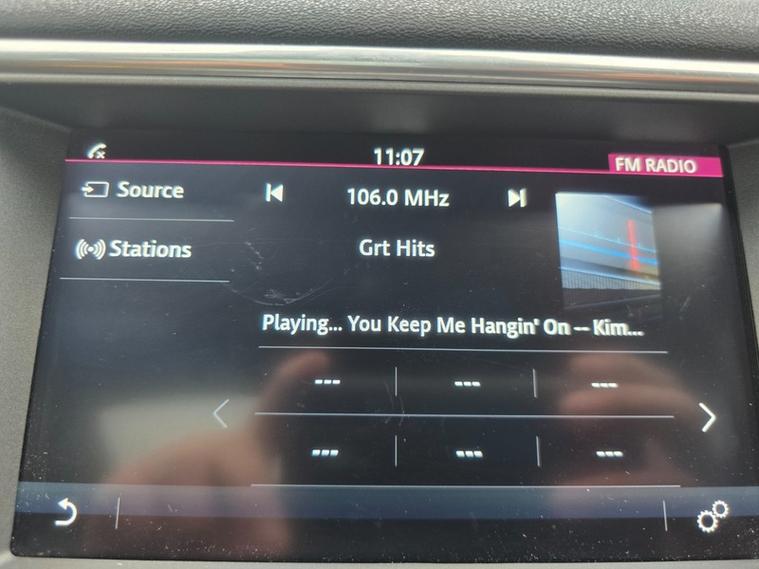 11:07
FM RADIO
Source
106.0 MHz
Stations
Grt Hits
Playing... You Keep Me Hangin' On -- Kim...
--- --- ---
--- --- ---